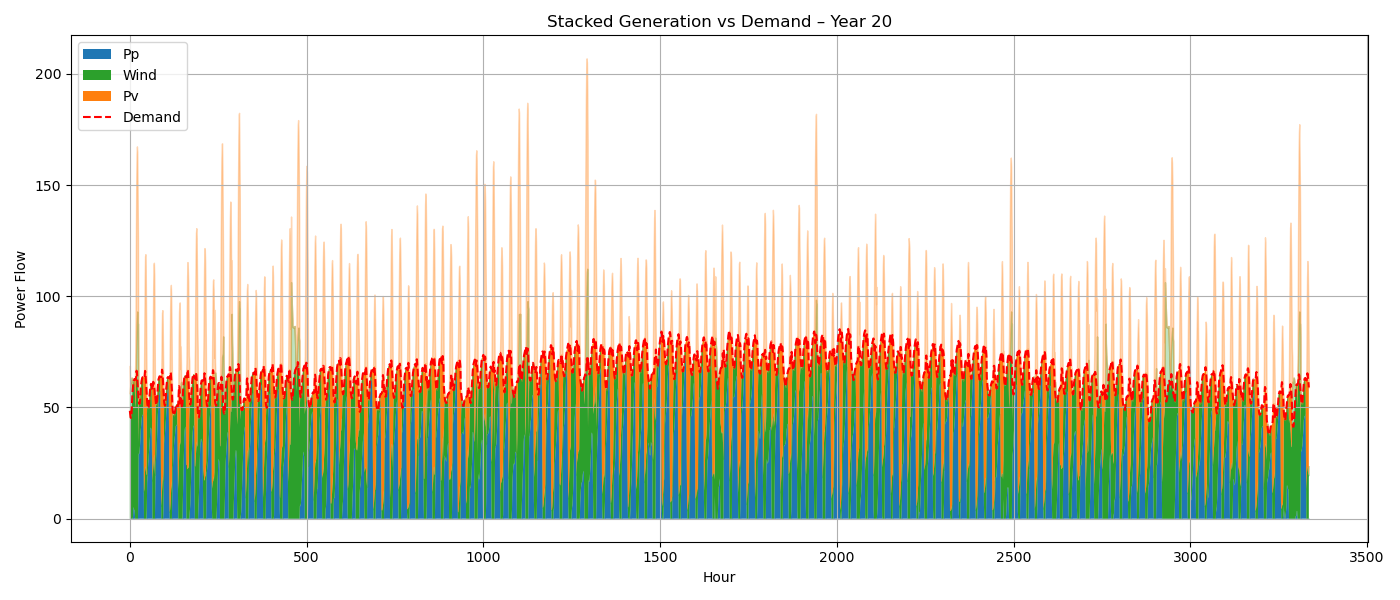 Stacked Generation vs Demand – Year 20
Pp
Wind
Pv
Demand
Power Flow
200
150
100
50
0
0 500 1000 1500 2000 2500 3000 3500
Hour